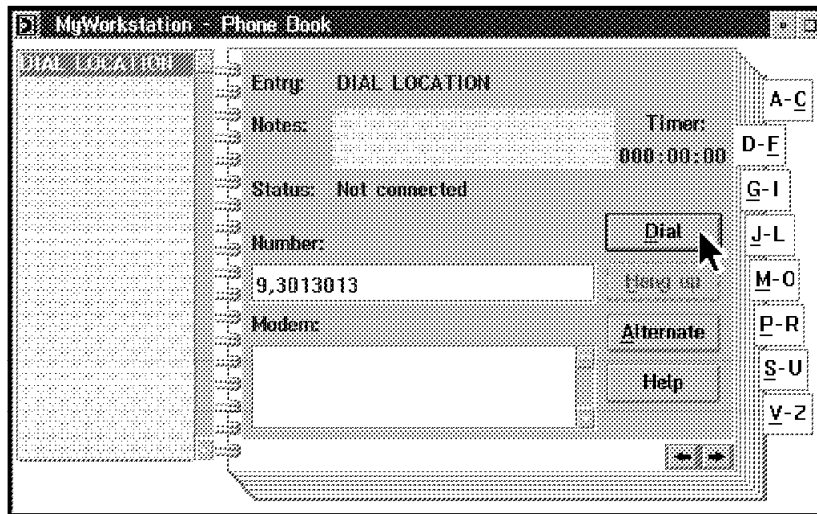 MyWorkstation - Phone Book
DIAL LOCATION
Entry: DIAL LOCATION
Notes:
Timer:
000:00:00
Status: Not connected
Number:
9,3013013
Modem:
Dial
Hang up
Alternate
Help
A-C
D-F
G-I
J-L
M-O
P-R
S-U
V-Z